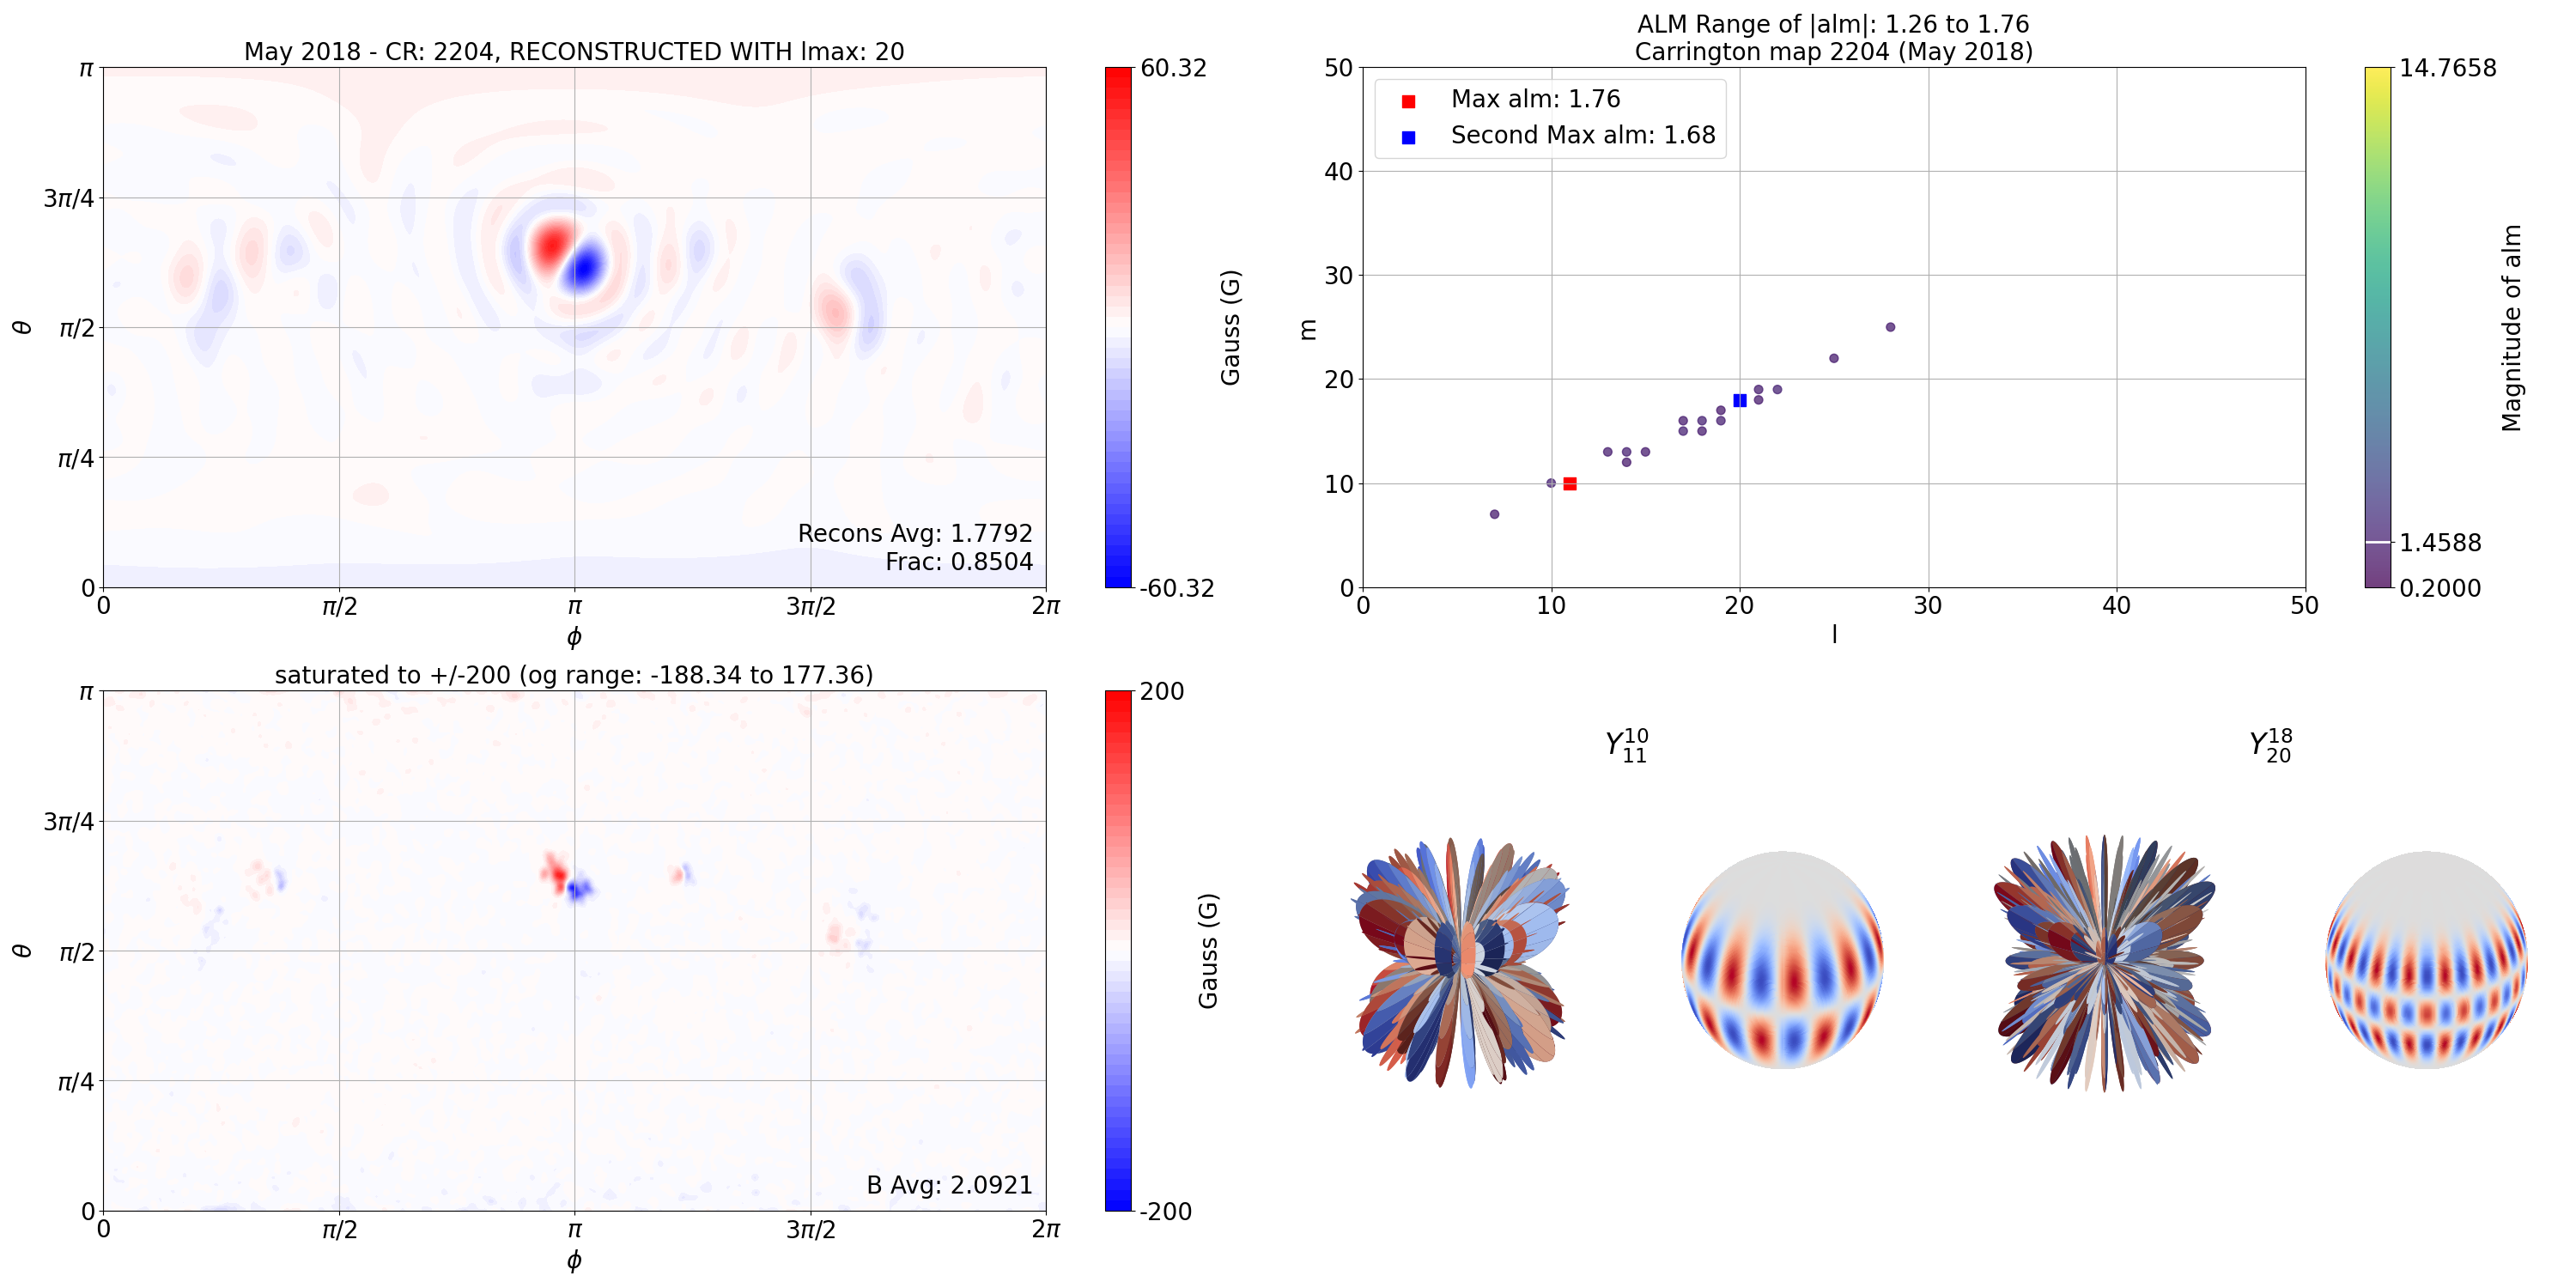 May 2018 - CR: 2204, RECONSTRUCTED WITH lmax: 20
π
3π/4
θ
π/2
π/4
0
0
π/2
π
3π/2
2π
ϕ
Recons Avg: 1.7792
Frac: 0.8504
60.32
Gauss (G)
-60.32
ALM Range of |alm|: 1.26 to 1.76
Carrington map 2204 (May 2018)
Max alm: 1.76
Second Max alm: 1.68
50
40
30
m
20
10
0
0
10
20
30
40
50
l
14.7658
Magnitude of alm
1.4588
0.2000
saturated to +/-200 (og range: -188.34 to 177.36)
π
3π/4
θ
π/2
π/4
0
0
π/2
π
3π/2
2π
ϕ
B Avg: 2.0921
200
Gauss (G)
-200
Y₁₁¹⁰
Y₂₀¹⁸